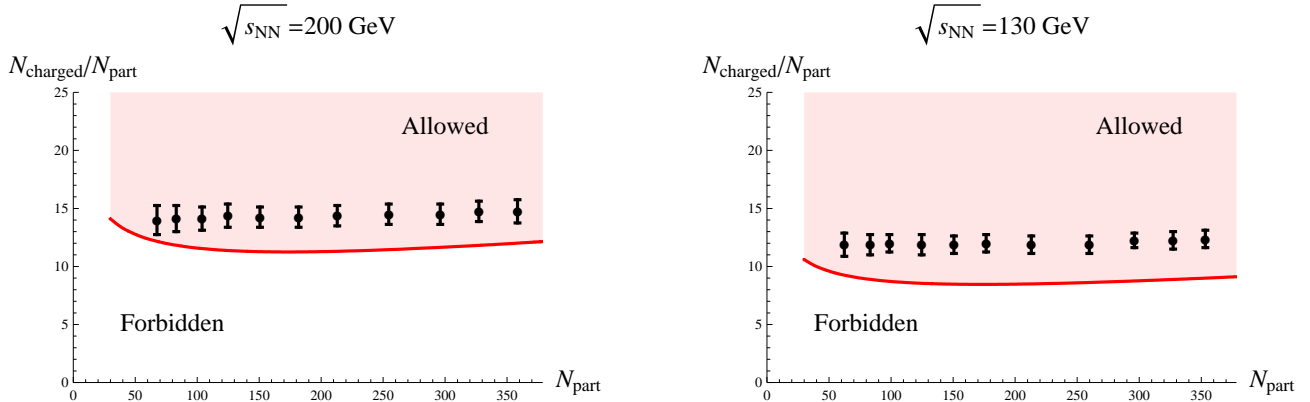 √s_NN = 200 GeV
N_charged/N_part
25
20
15
10
5
0
0 50 100 150 200 250 300 350
N_part
Allowed
Forbidden
√s_NN = 130 GeV
N_charged/N_part
25
20
15
10
5
0
0 50 100 150 200 250 300 350
N_part
Allowed
Forbidden